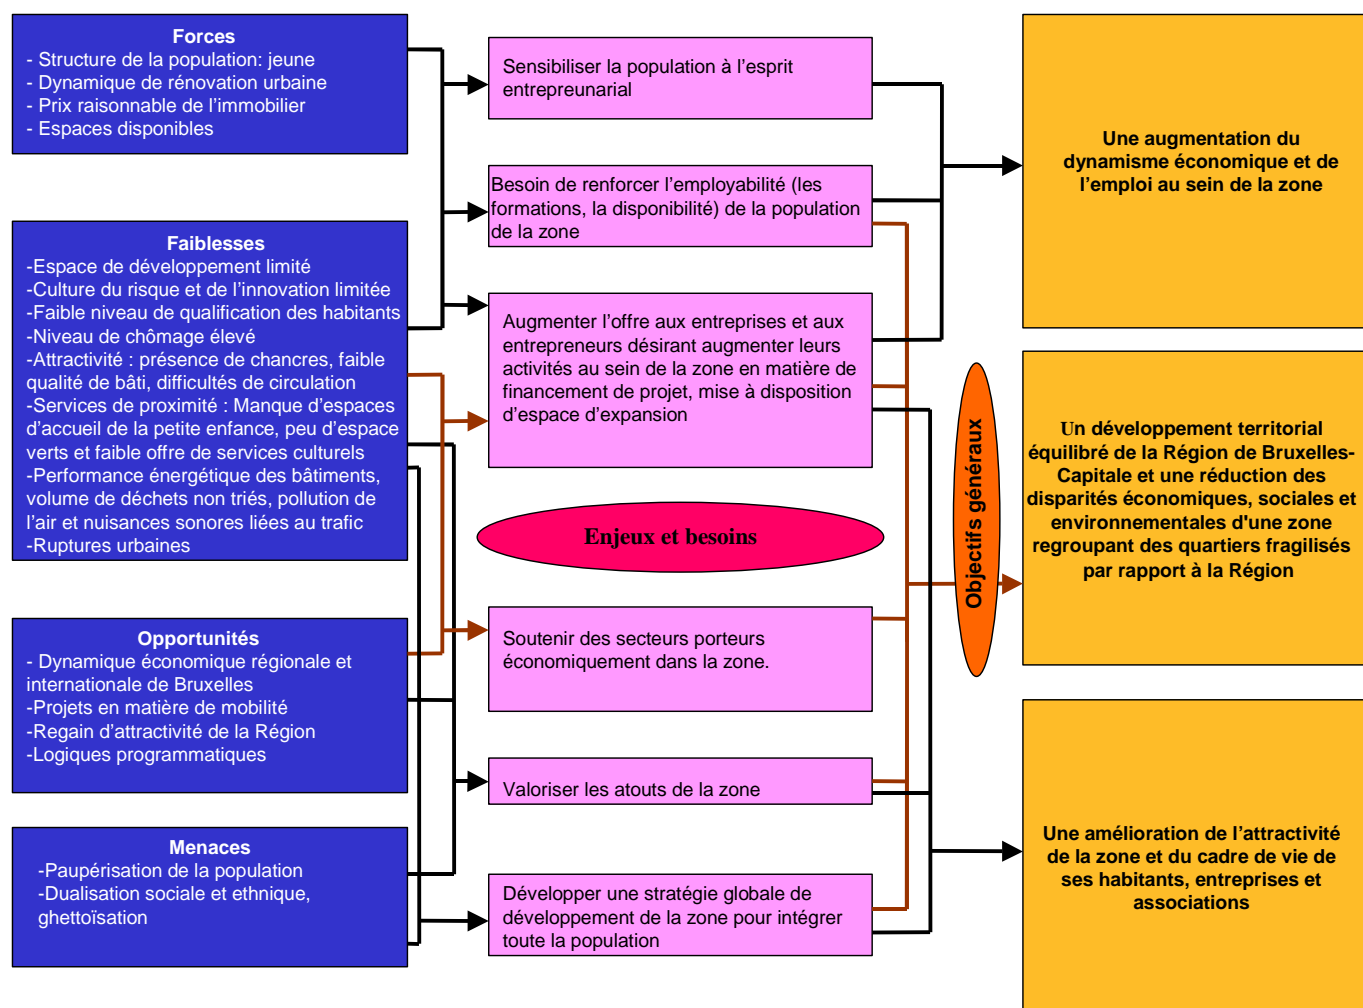 Forces
- Structure de la population: jeune
- Dynamique de rénovation urbaine
- Prix raisonnable de l’immobilier
- Espaces disponibles
Faiblesses
-Espace de développement limité
-Culture du risque et de l’innovation limitée
-Faible niveau de qualification des habitants
-Niveau de chômage élevé
-Attractivité : présence de chancres, faible
qualité de bâti, difficultés de circulation
-Services de proximité : Manque d’espaces
d’accueil de la petite enfance, peu d’espace
verts et faible offre de services culturels
-Performance énergétique des bâtiments,
volume de déchets non triés, pollution de
l’air et nuisances sonores liées au trafic
-Ruptures urbaines
Opportunités
- Dynamique économique régionale et
internationale de Bruxelles
-Projets en matière de mobilité
-Regain d’attractivité de la Région
-Logiques programmatiques
Menaces
-Paupérisation de la population
-Dualisation sociale et ethnique,
ghettoïsation
Sensibiliser la population à l’esprit
entrepreunarial
Besoin de renforcer l’employabilité (les
formations, la disponibilité) de la population
de la zone
Augmenter l’offre aux entreprises et aux
entrepreneurs désirant augmenter leurs
activités au sein de la zone en matière de
financement de projet, mise à disposition
d’espace d’expansion
Enjeux et besoins
Soutenir des secteurs porteurs
économiquement dans la zone.
Valoriser les atouts de la zone
Développer une stratégie globale de
développement de la zone pour intégrer
toute la population
Objectifs généraux
Une augmentation du
dynamisme économique et de
l’emploi au sein de la zone
Un développement territorial
équilibré de la Région de Bruxelles-
Capitale et une réduction des
disparités économiques, sociales et
environnementales d'une zone
regroupant des quartiers fragilisés
par rapport à la Région
Une amélioration de l’attractivité
de la zone et du cadre de vie de
ses habitants, entreprises et
associations